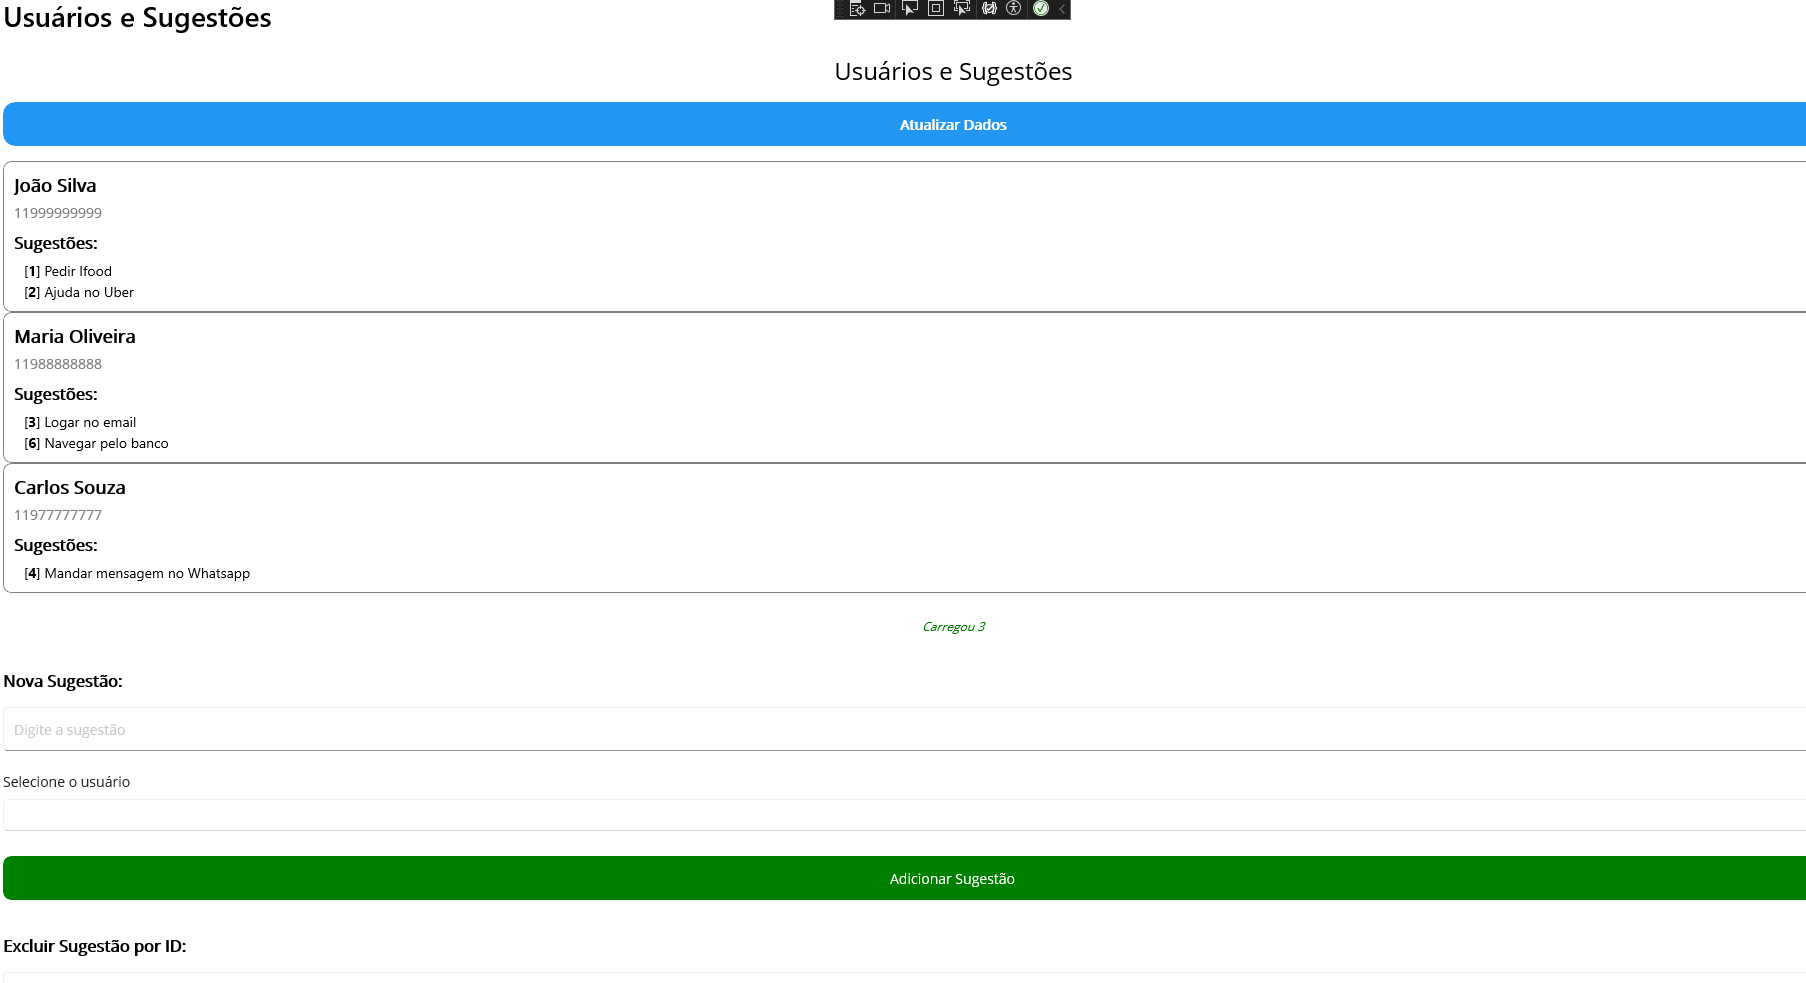 Usuários e Sugestões
Usuários e Sugestões
Atualizar Dados
João Silva
11999999999
Sugestões:
[1] Pedir Ifood
[2] Ajuda no Uber
Maria Oliveira
11988888888
Sugestões:
[3] Logar no email
[6] Navegar pelo banco
Carlos Souza
11977777777
Sugestões:
[4] Mandar mensagem no Whatsapp
Carregou 3
Nova Sugestão:
Digite a sugestão
Selecione o usuário
Adicionar Sugestão
Excluir Sugestão por ID: